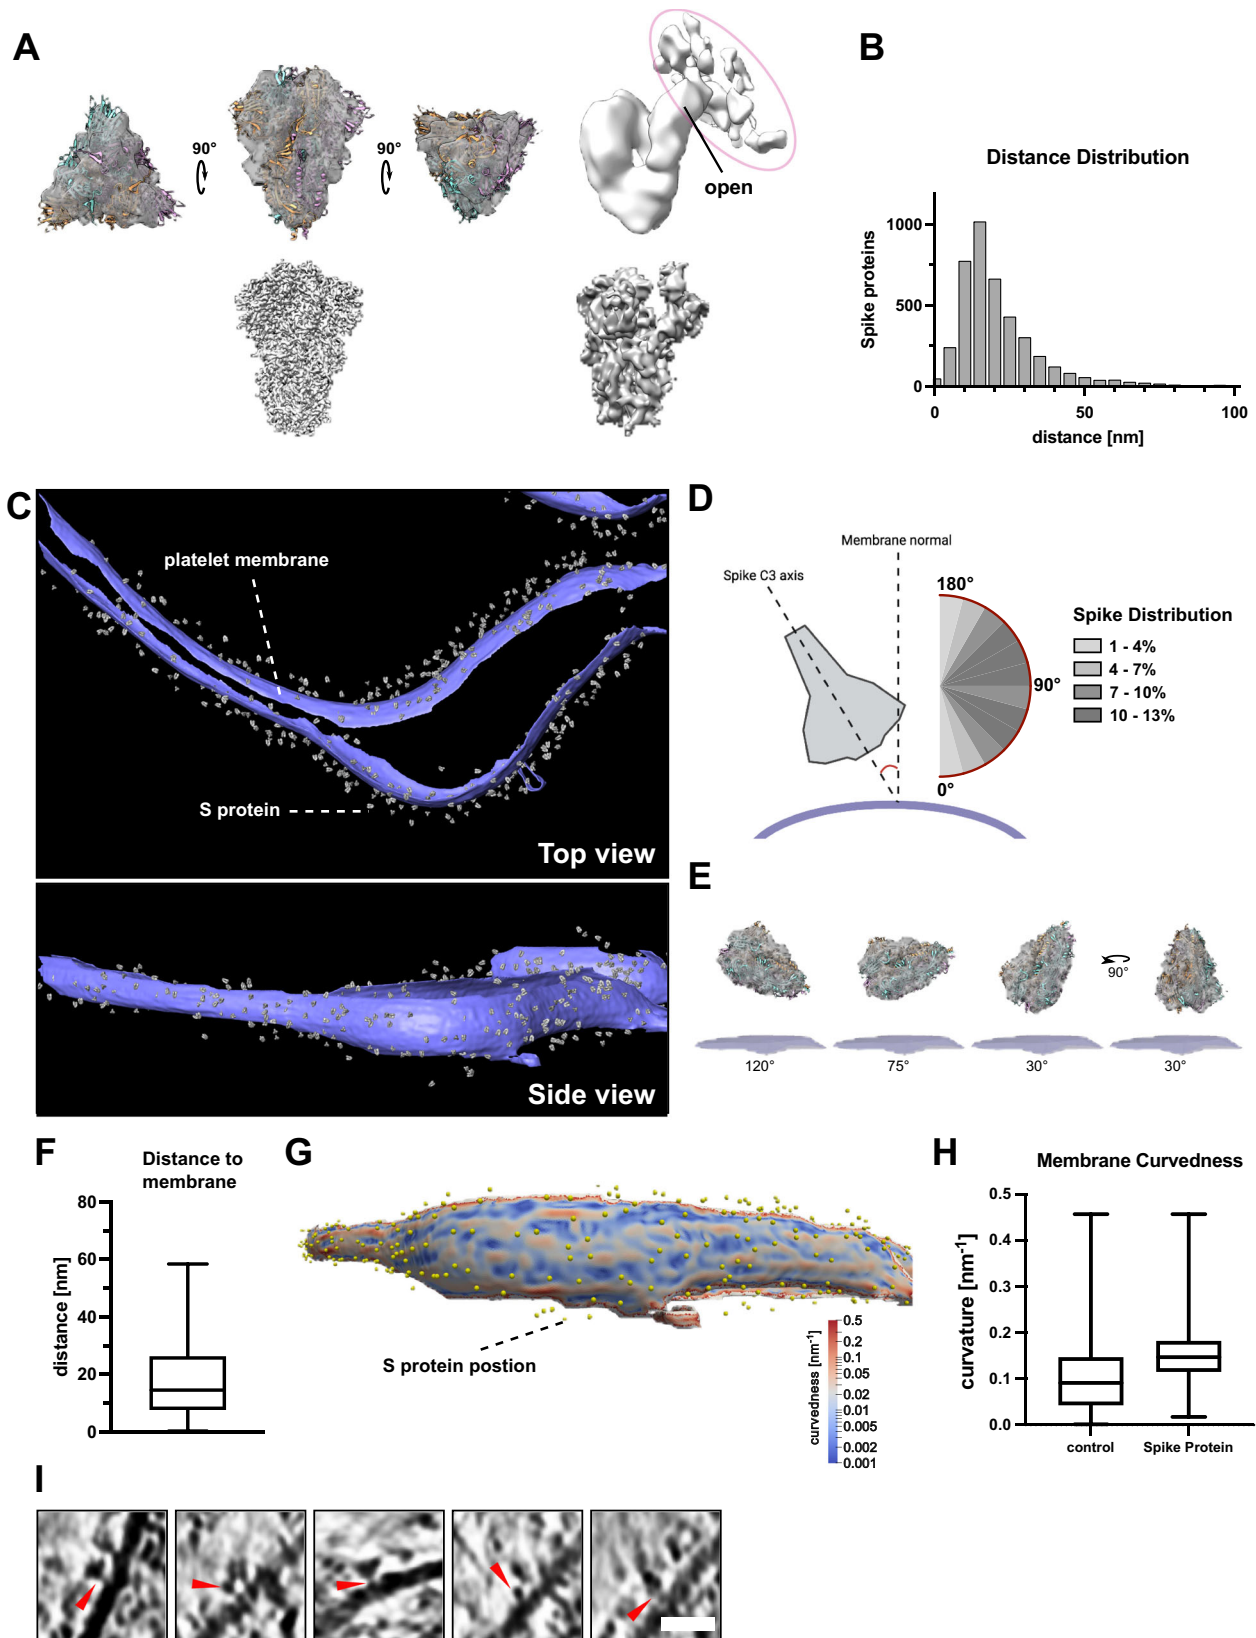 A
90°
90°
open
B
Distance Distribution
Spike proteins
1000
500
0
0
50
100
distance [nm]
C
platelet membrane
S protein
Top view
Side view
D
Membrane normal
Spike C3 axis
180°
90°
0°
Spike Distribution
1 - 4%
4 - 7%
7 - 10%
10 - 13%
E
90°
120°
75°
30°
30°
F
Distance to
membrane
distance [nm]
80
60
40
20
0
G
S protein postion
curvedness [nm⁻¹]
0.5
0.2
0.1
0.05
0.02
0.01
0.005
0.002
0.001
H
Membrane Curvedness
curvature [nm⁻¹]
0.5
0.4
0.3
0.2
0.1
0.0
control
Spike Protein
I